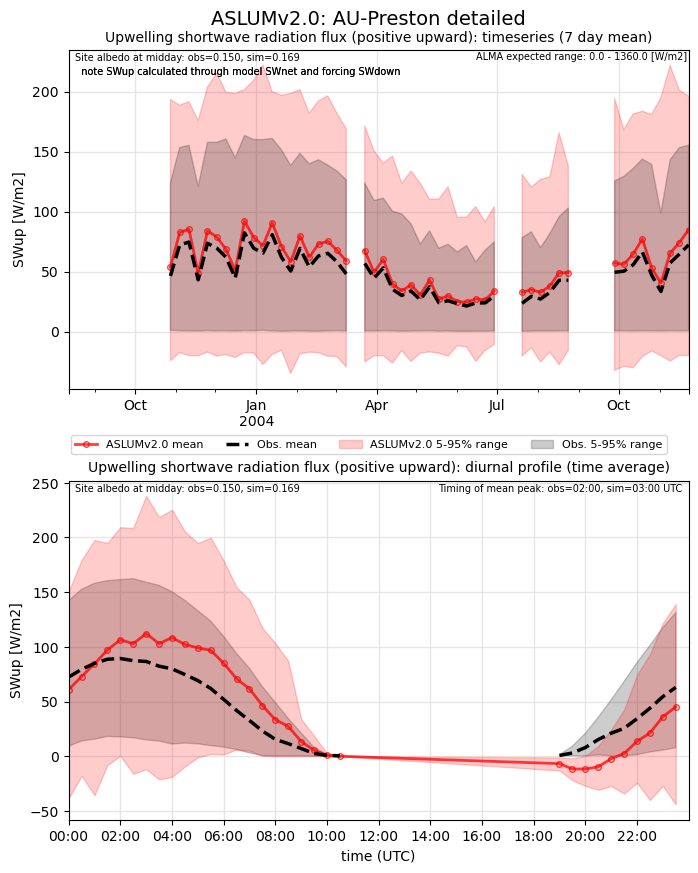 ASLUMv2.0: AU-Preston detailed
Upwelling shortwave radiation flux (positive upward): timeseries (7 day mean)
Site albedo at midday: obs=0.150, sim=0.169
ALMA expected range: 0.0 - 1360.0 [W/m2]
note SWup calculated through model SWnet and forcing SWdown
200
150
100
50
0
SWup [W/m2]
Oct
Jan
2004
Apr
Jul
Oct
ASLUMv2.0 mean
Obs. mean
ASLUMv2.0 5-95% range
Obs. 5-95% range
Upwelling shortwave radiation flux (positive upward): diurnal profile (time average)
Site albedo at midday: obs=0.150, sim=0.169
Timing of mean peak: obs=02:00, sim=03:00 UTC
250
200
150
100
50
0
−50
SWup [W/m2]
00:00
02:00
04:00
06:00
08:00
10:00
12:00
14:00
16:00
18:00
20:00
22:00
time (UTC)